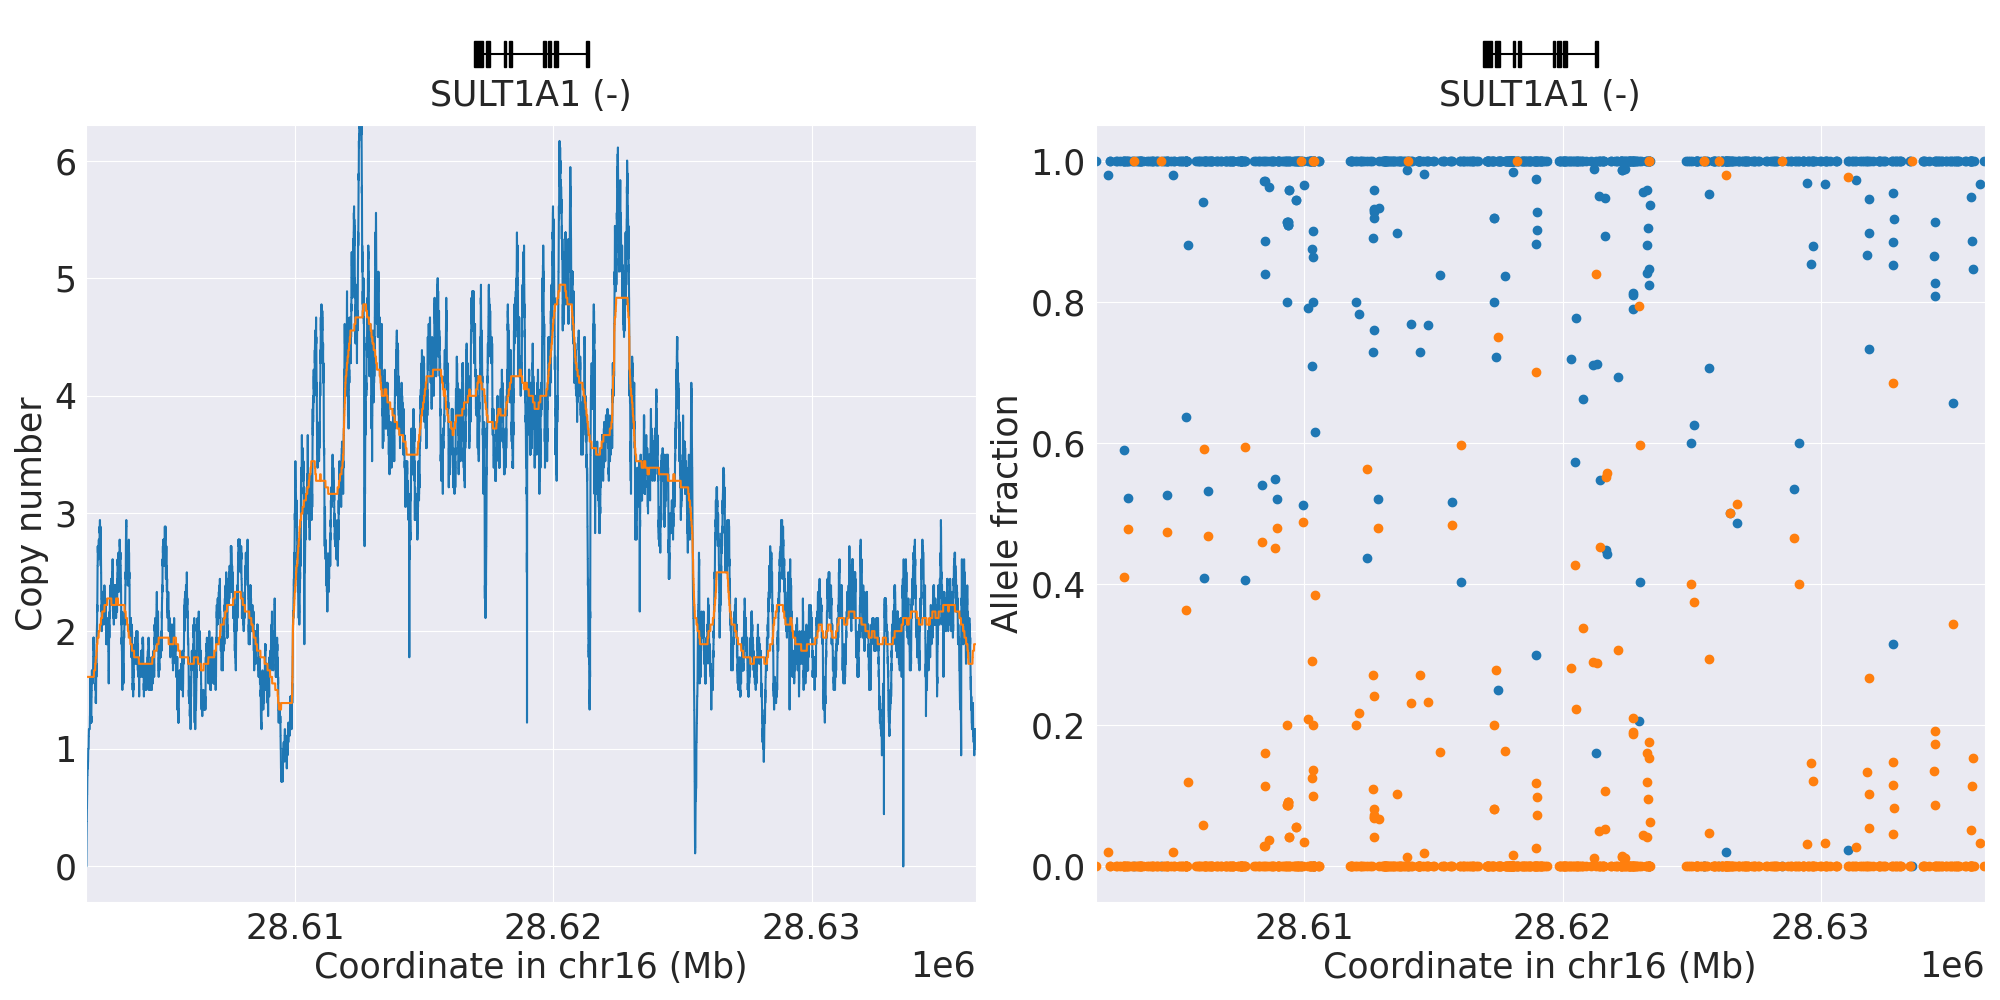 SULT1A1 (-)
6
5
4
3
2
1
0
Copy number
28.61
28.62
28.63
Coordinate in chr16 (Mb)
1e6
SULT1A1 (-)
1.0
0.8
0.6
0.4
0.2
0.0
Allele fraction
28.61
28.62
28.63
Coordinate in chr16 (Mb)
1e6